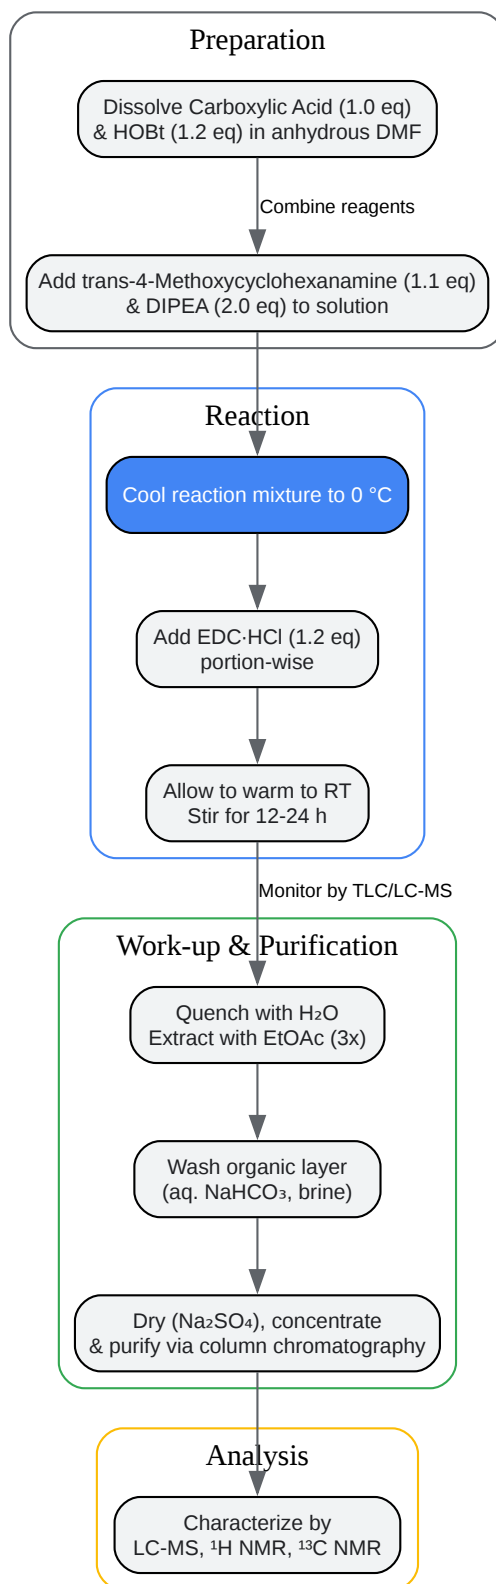 Preparation
Dissolve Carboxylic Acid (1.0 eq)
& HOBt (1.2 eq) in anhydrous DMF
Combine reagents
Add trans-4-Methoxycyclohexanamine (1.1 eq)
& DIPEA (2.0 eq) to solution
Reaction
Cool reaction mixture to 0 °C
Add EDC·HCl (1.2 eq)
portion-wise
Allow to warm to RT
Stir for 12-24 h
Monitor by TLC/LC-MS
Work-up & Purification
Quench with H₂O
Extract with EtOAc (3x)
Wash organic layer
(aq. NaHCO₃, brine)
Dry (Na₂SO₄), concentrate
& purify via column chromatography
Analysis
Characterize by
LC-MS, ¹H NMR, ¹³C NMR